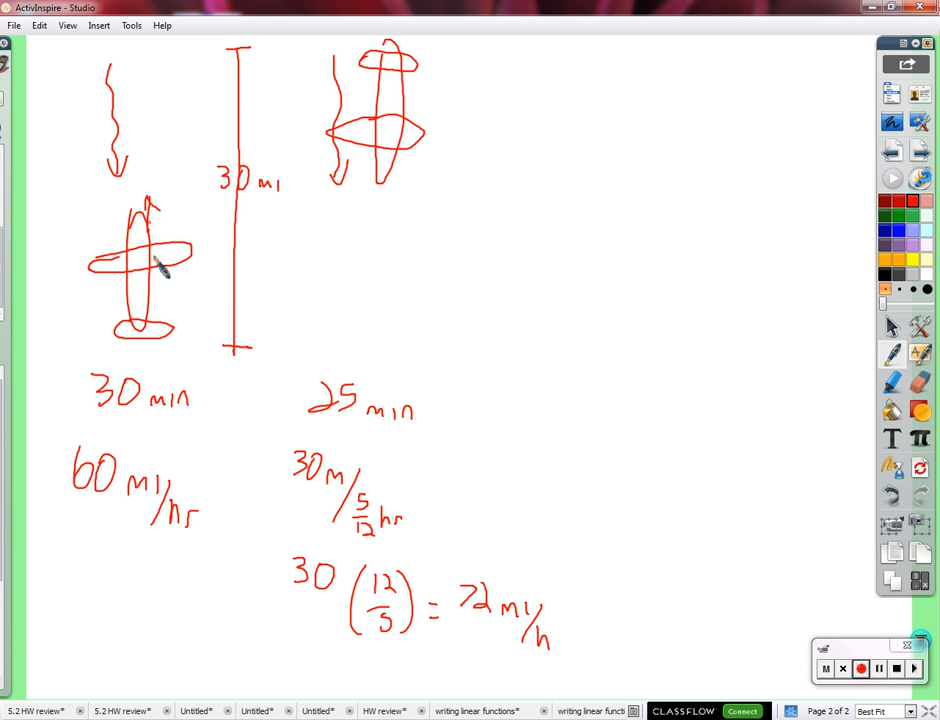 ActivInspire - Studio
File Edit View Insert Tools Help
30 mi
30 min
25 min
60 mi/hr
30 m/5/12 hr
30 (12/5) = 72 mi/h
T π
M
5.2 HW review* 5.2 HW review* Untitled* Untitled* Untitled* HW review* writing linear functions* writing linear functi CLASSFLOW Connect Page 2 of 2 Best Fit